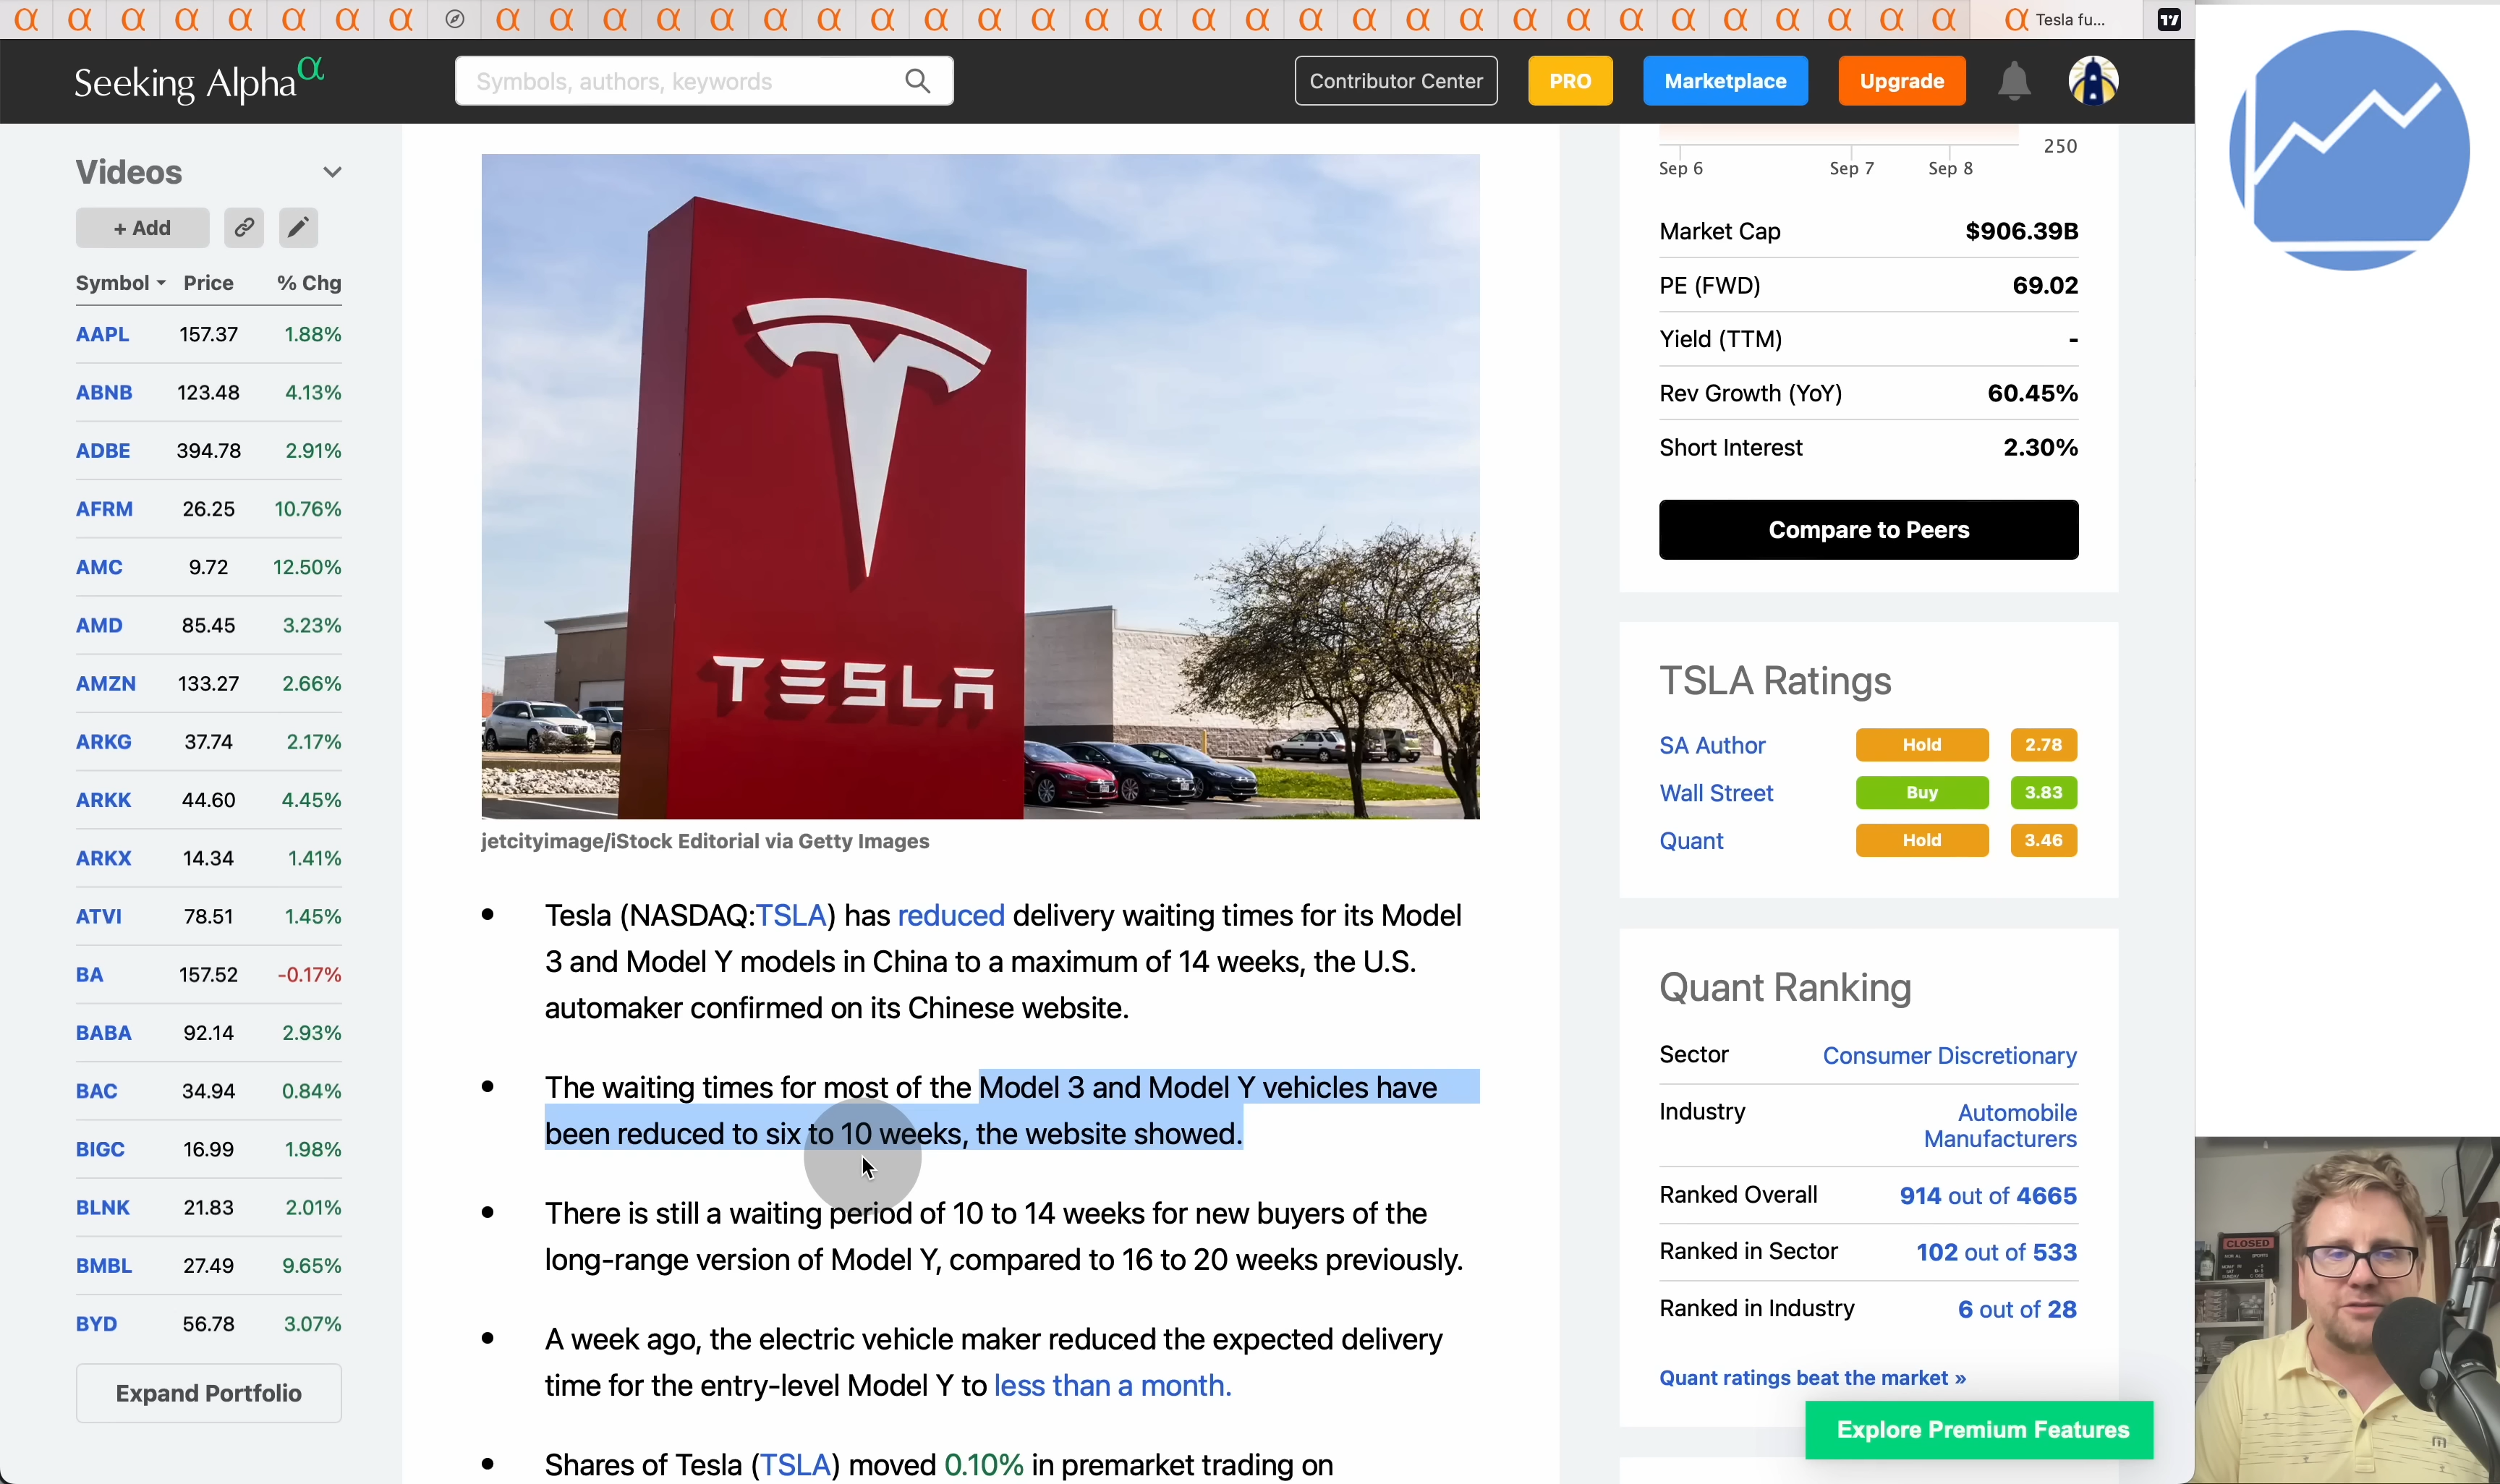 Tesla fu...
Seeking Alpha α
Symbols, authors, keywords
Contributor Center
PRO
Marketplace
Upgrade
Videos
+ Add
Symbol Price % Chg
AAPL 157.37 1.88%
ABNB 123.48 4.13%
ADBE 394.78 2.91%
AFRM 26.25 10.76%
AMC 9.72 12.50%
AMD 85.45 3.23%
AMZN 133.27 2.66%
ARKG 37.74 2.17%
ARKK 44.60 4.45%
ARKX 14.34 1.41%
ATVI 78.51 1.45%
BA 157.52 -0.17%
BABA 92.14 2.93%
BAC 34.94 0.84%
BIGC 16.99 1.98%
BLNK 21.83 2.01%
BMBL 27.49 9.65%
BYD 56.78 3.07%
Expand Portfolio
TESLA
jetcityimage/iStock Editorial via Getty Images
• Tesla (NASDAQ:TSLA) has reduced delivery waiting times for its Model
3 and Model Y models in China to a maximum of 14 weeks, the U.S.
automaker confirmed on its Chinese website.
• The waiting times for most of the Model 3 and Model Y vehicles have
been reduced to six to 10 weeks, the website showed.
• There is still a waiting period of 10 to 14 weeks for new buyers of the
long-range version of Model Y, compared to 16 to 20 weeks previously.
• A week ago, the electric vehicle maker reduced the expected delivery
time for the entry-level Model Y to less than a month.
• Shares of Tesla (TSLA) moved 0.10% in premarket trading on
250
Sep 6 Sep 7 Sep 8
Market Cap $906.39B
PE (FWD) 69.02
Yield (TTM) -
Rev Growth (YoY) 60.45%
Short Interest 2.30%
Compare to Peers
TSLA Ratings
SA Author Hold 2.78
Wall Street Buy 3.83
Quant Hold 3.46
Quant Ranking
Sector Consumer Discretionary
Industry Automobile
Manufacturers
Ranked Overall 914 out of 4665
Ranked in Sector 102 out of 533
Ranked in Industry 6 out of 28
Quant ratings beat the market »
Explore Premium Features
CLOSED